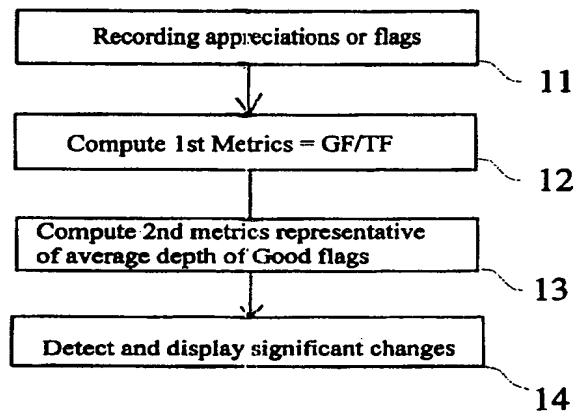 Recording appreciations or flags
11
Compute 1st Metrics = GF/TF
12
Compute 2nd metrics representative
of average depth of Good flags
13
Detect and display significant changes
14